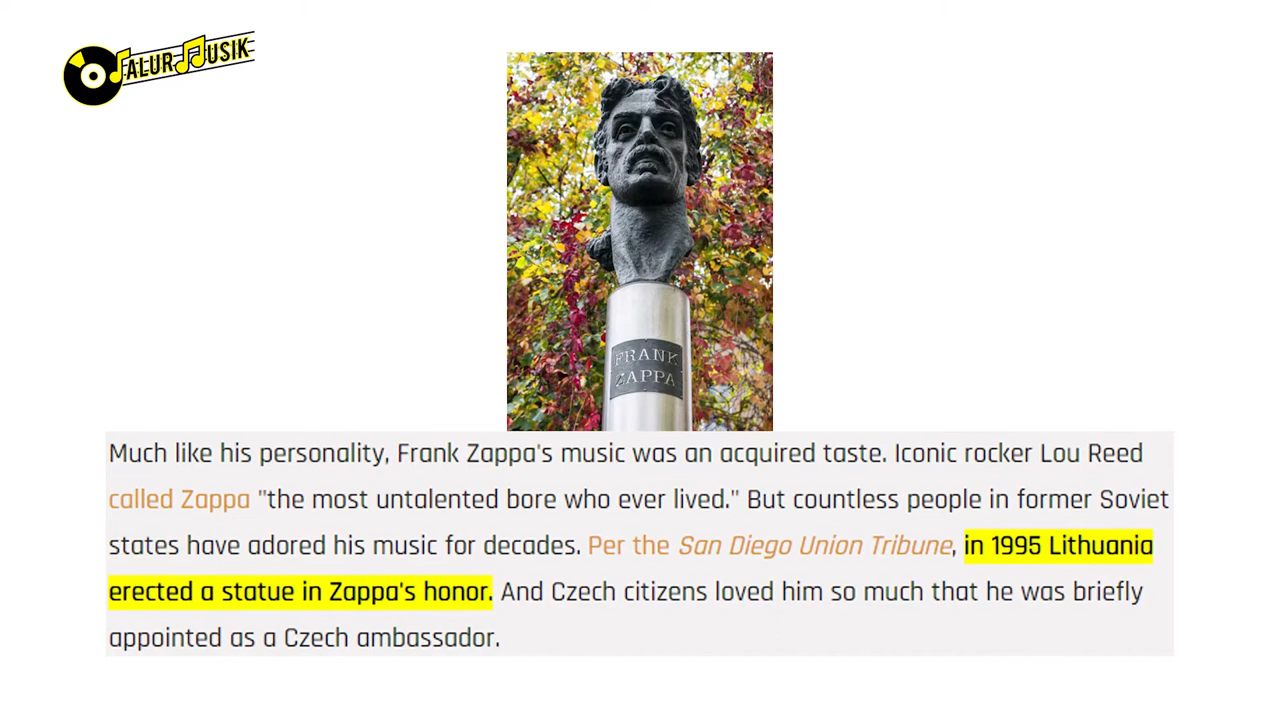 JALUR MUSIK
FRANK
ZAPPA
Much like his personality, Frank Zappa's music was an acquired taste. Iconic rocker Lou Reed
called Zappa "the most untalented bore who ever lived." But countless people in former Soviet
states have adored his music for decades. Per the San Diego Union Tribune, in 1995 Lithuania
erected a statue in Zappa's honor. And Czech citizens loved him so much that he was briefly
appointed as a Czech ambassador.